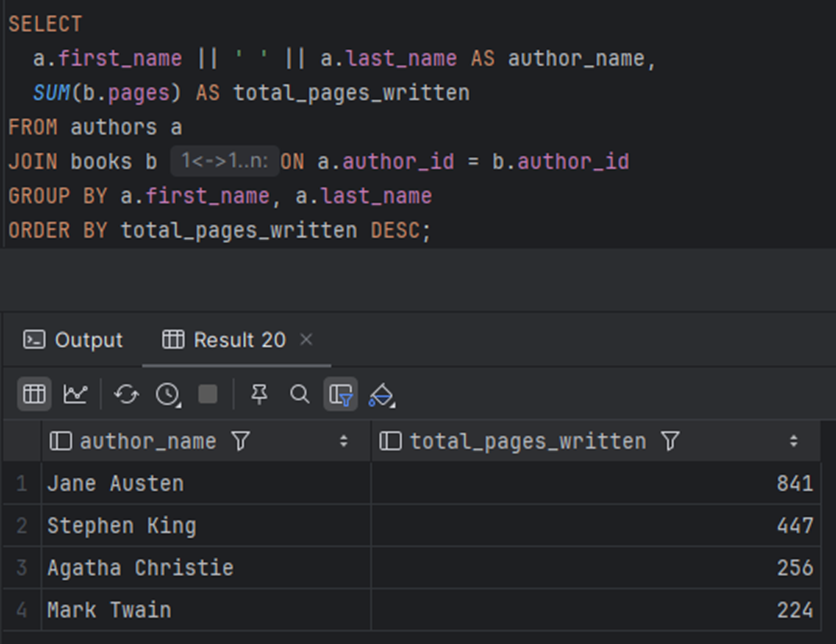 SELECT
  a.first_name || ' ' || a.last_name AS author_name,
  SUM(b.pages) AS total_pages_written
FROM authors a
JOIN books b 1<->1..n: ON a.author_id = b.author_id
GROUP BY a.first_name, a.last_name
ORDER BY total_pages_written DESC;
Output Result 20
author_name total_pages_written
1 Jane Austen 841
2 Stephen King 447
3 Agatha Christie 256
4 Mark Twain 224